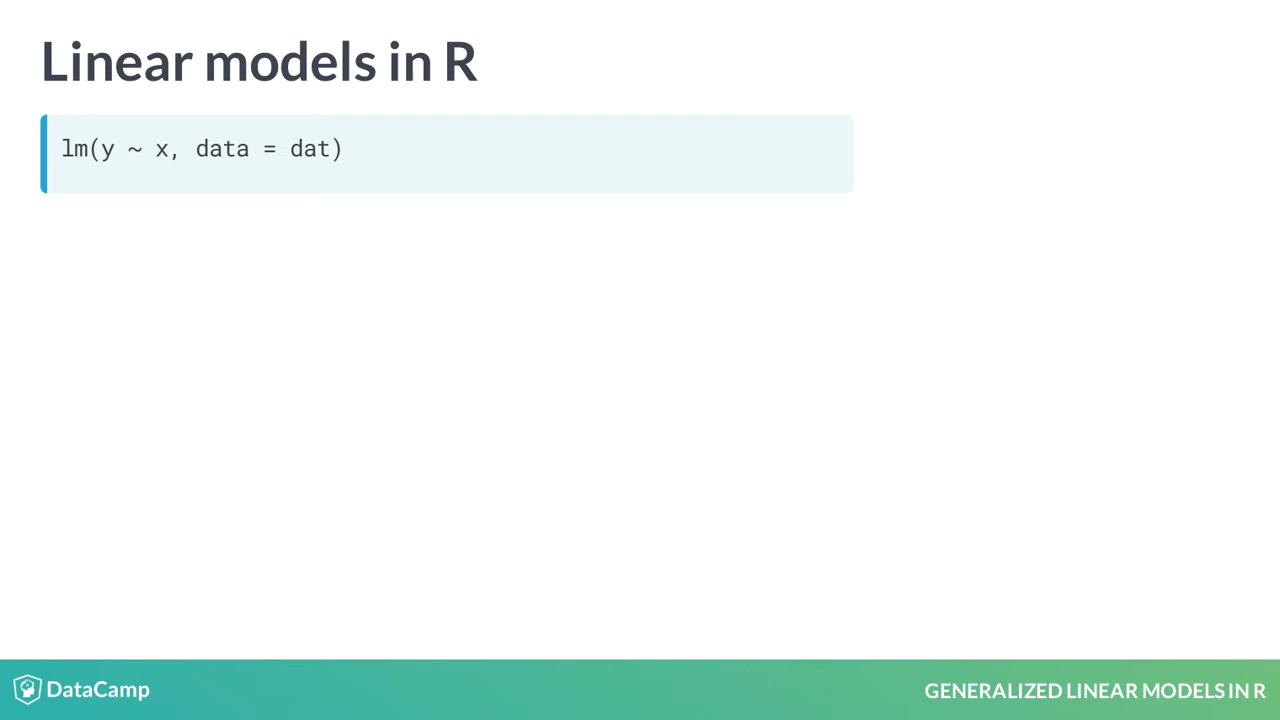 Linear models in R
lm(y ~ x, data = dat)
DataCamp
GENERALIZED LINEAR MODELS IN R